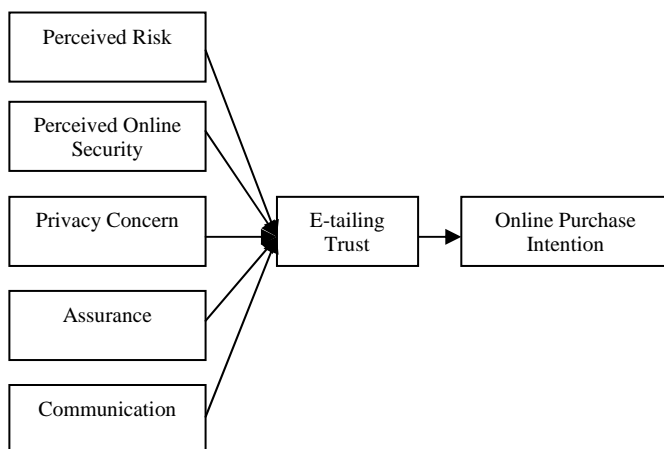 Perceived Risk
Perceived Online
Security
Privacy Concern
Assurance
Communication
E-tailing
Trust
Online Purchase
Intention